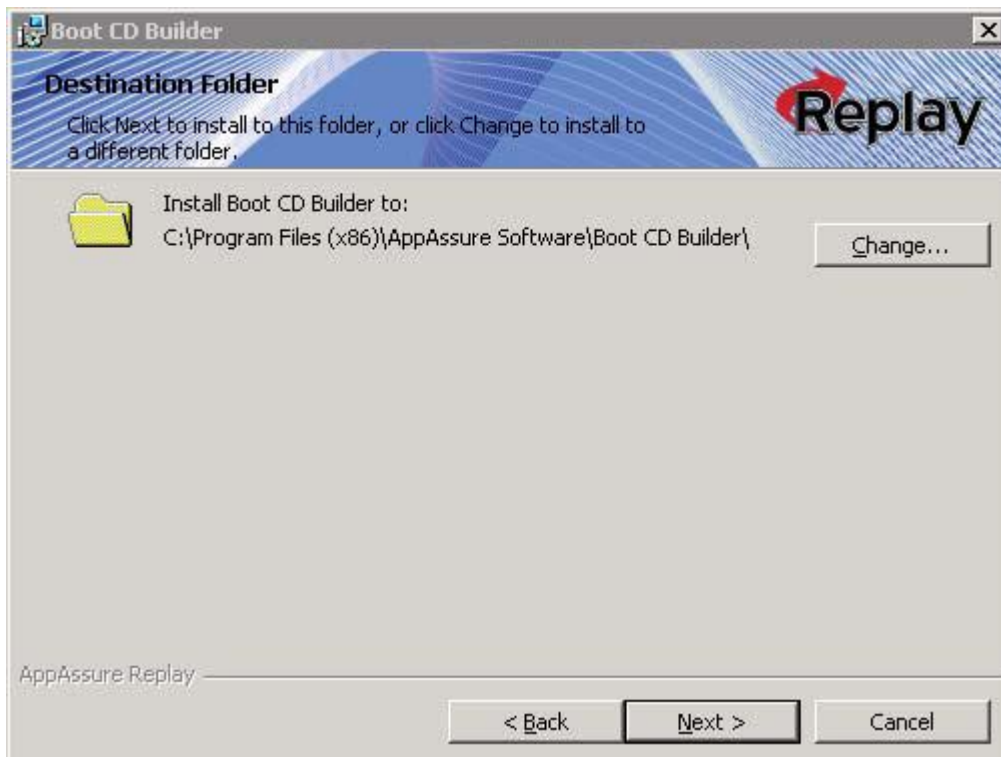 Boot CD Builder
Destination Folder
Click Next to install to this folder, or click Change to install to
a different folder.
Replay
Install Boot CD Builder to:
C:\Program Files (x86)\AppAssure Software\Boot CD Builder\
Change...
AppAssure Replay
< Back
Next >
Cancel